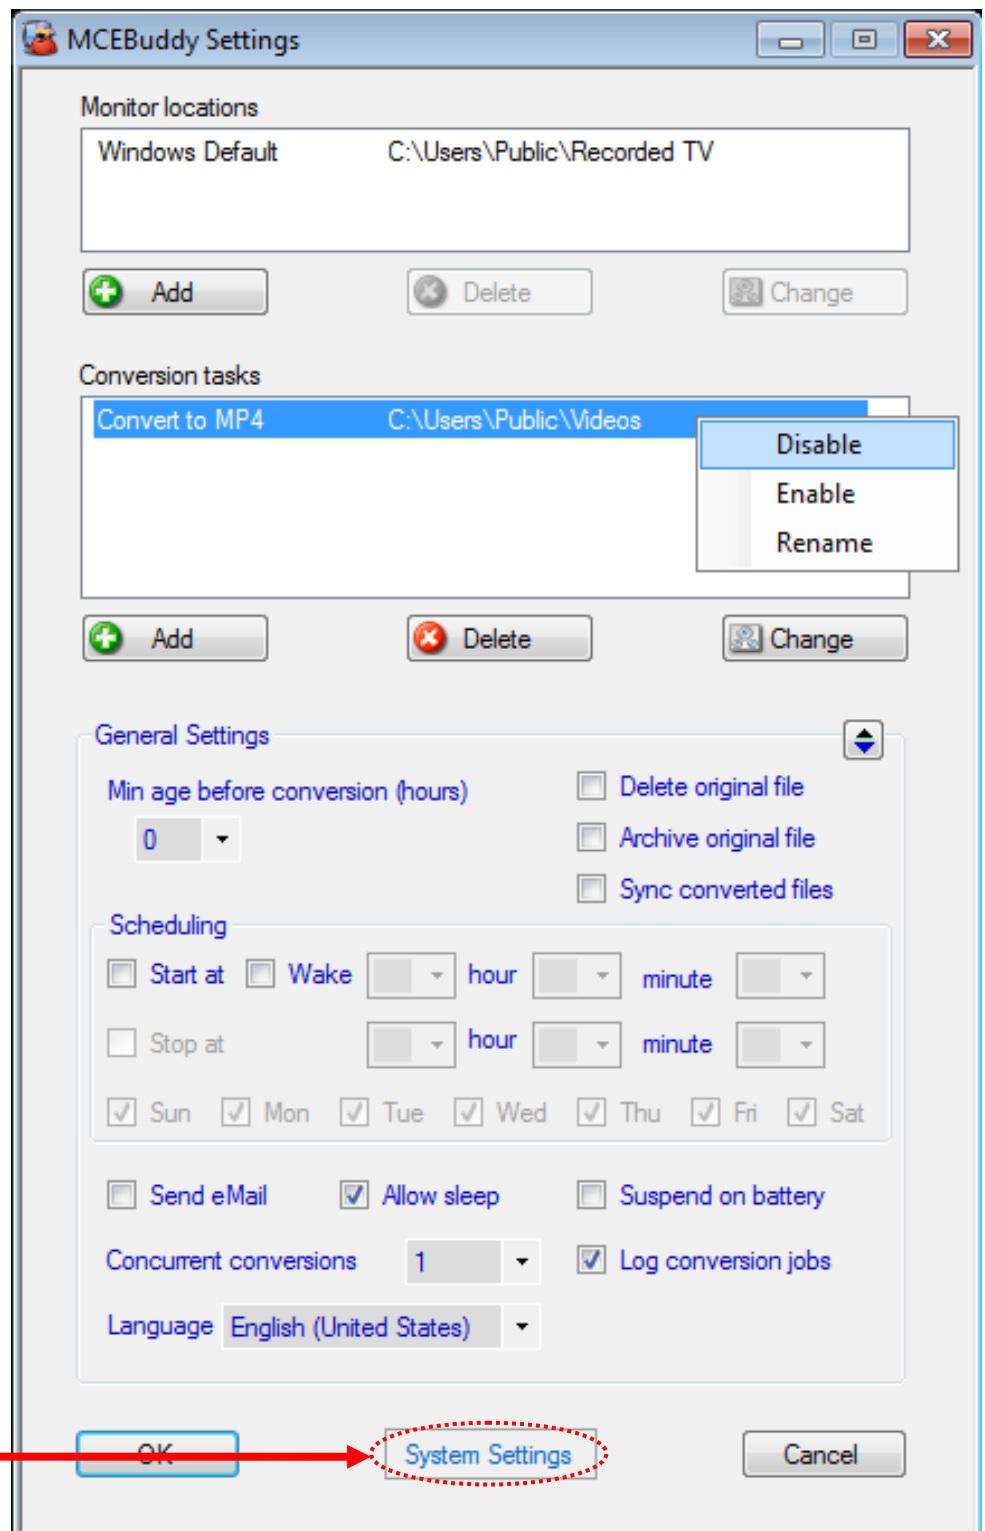 MCEBuddy Settings
Monitor locations
Windows Default C:\Users\Public\Recorded TV
Add Delete Change
Conversion tasks
Convert to MP4 C:\Users\Public\Videos
Disable
Enable
Rename
Add Delete Change
General Settings
Min age before conversion (hours) Delete original file
0 Archive original file
Sync converted files
Scheduling
Start at Wake hour minute
Stop at hour minute
Sun Mon Tue Wed Thu Fri Sat
Send eMail Allow sleep Suspend on battery
Concurrent conversions 1 Log conversion jobs
Language English (United States)
OK System Settings Cancel